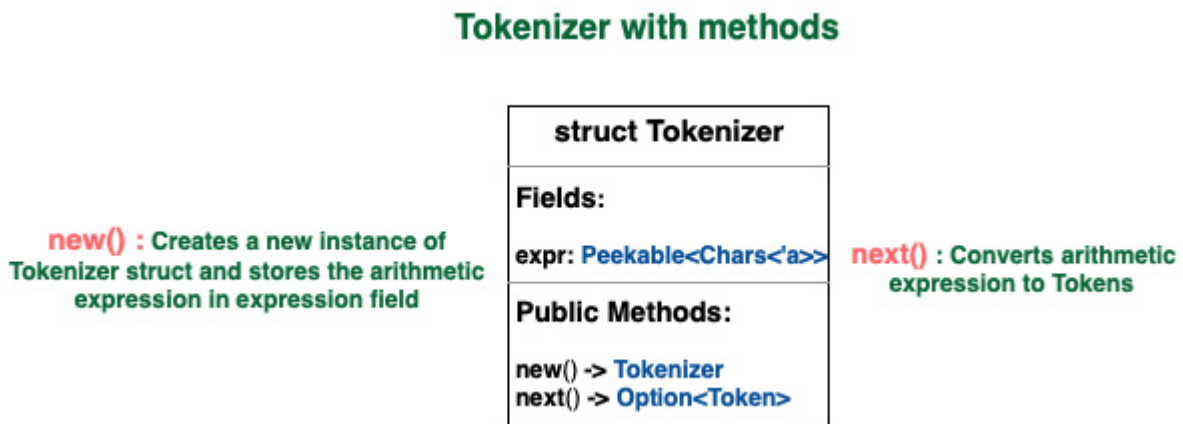 Tokenizer with methods
struct Tokenizer
Fields:
expr: Peekable<Chars<'a>>
new() : Creates a new instance of
Tokenizer struct and stores the arithmetic
expression in expression field
next() : Converts arithmetic
expression to Tokens
Public Methods:
new() -> Tokenizer
next() -> Option<Token>